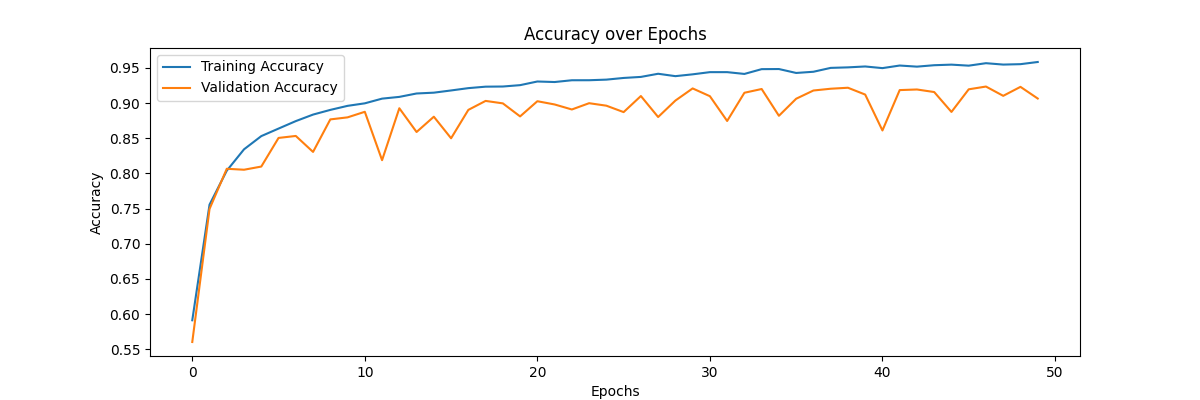 Accuracy over Epochs
Training Accuracy
Validation Accuracy
0.95
0.90
0.85
0.80
0.75
0.70
0.65
0.60
0.55
Accuracy
0 10 20 30 40 50
Epochs